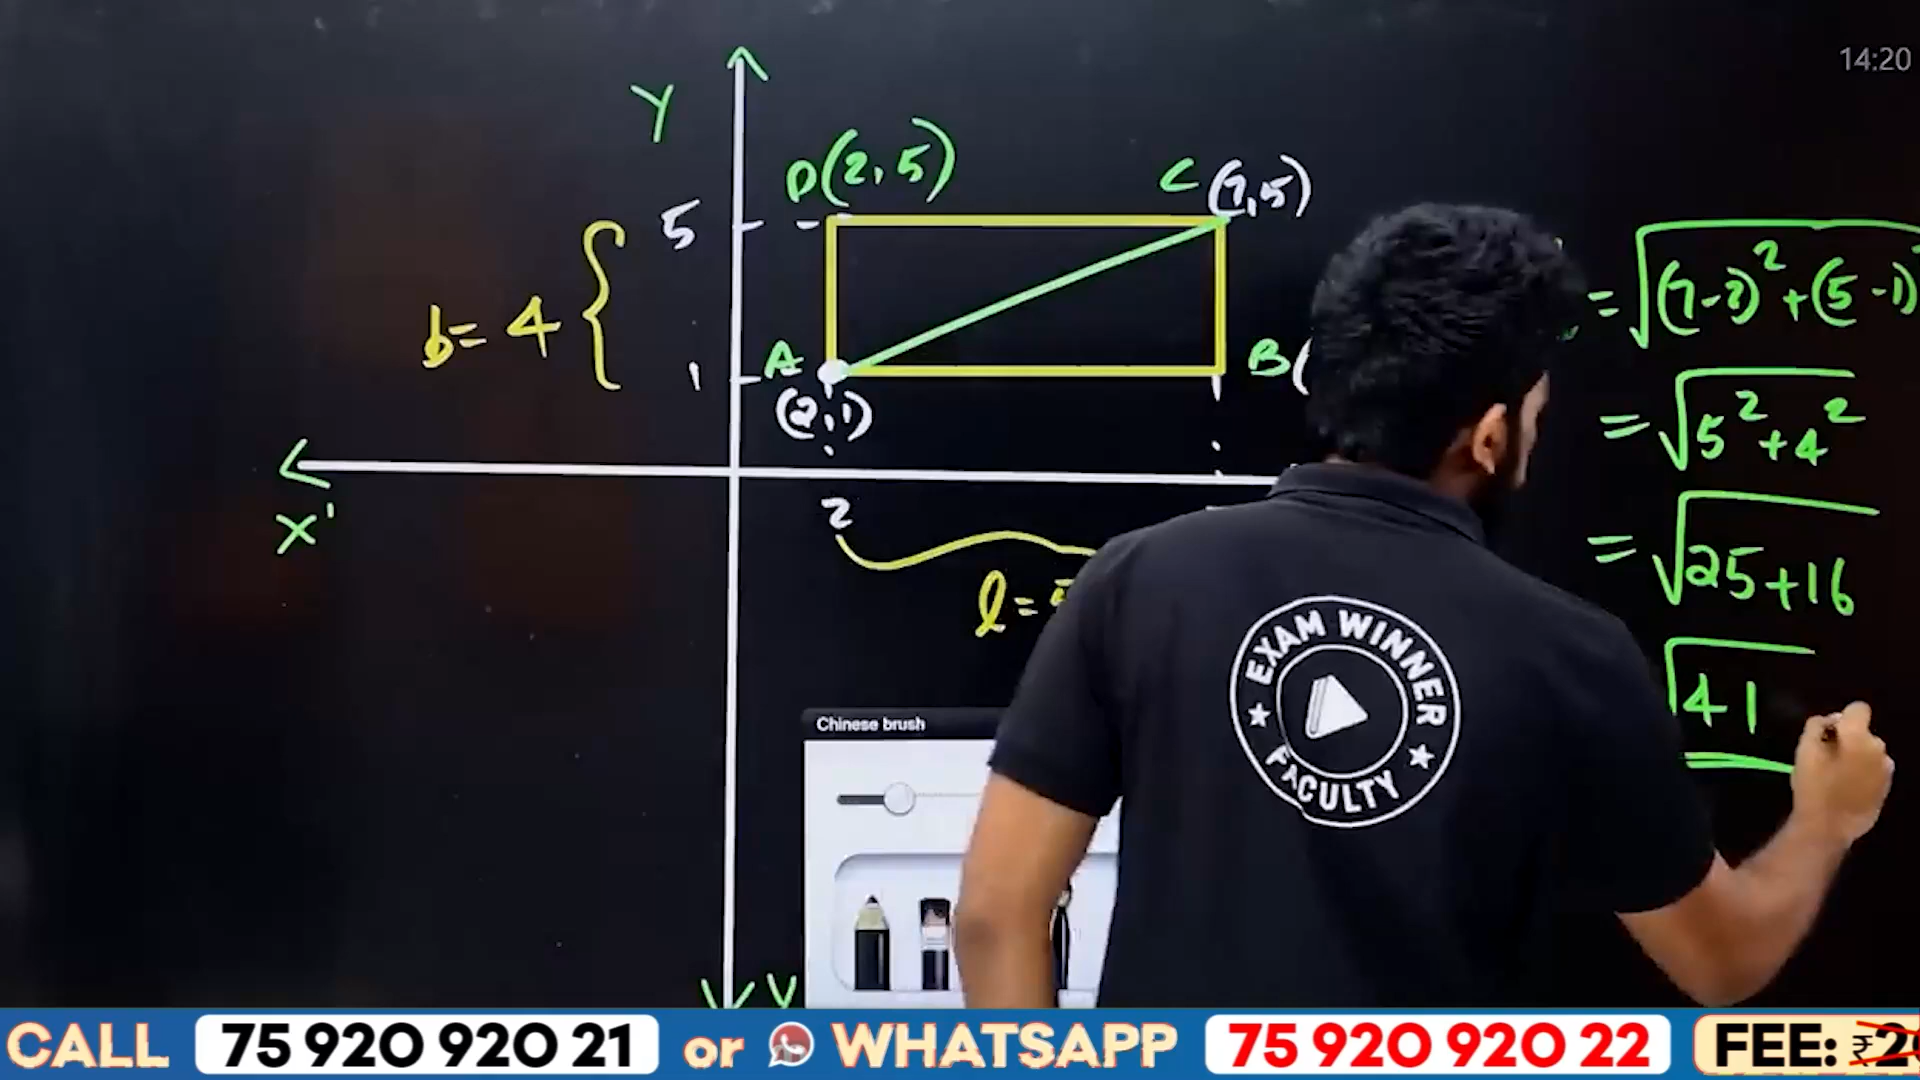 14:20
Y
D(2,5)
C (7,5)
5
b= 4
= √(7-2)² + (5-1)
1
A
B(
(2,1)
= √5²+4²
X'
2
= √25+16
l =
√41
EXAM WINNER
FACULTY
Chinese brush
CALL 75 920 920 21 or WHATSAPP 75 920 920 22 FEE: ₹